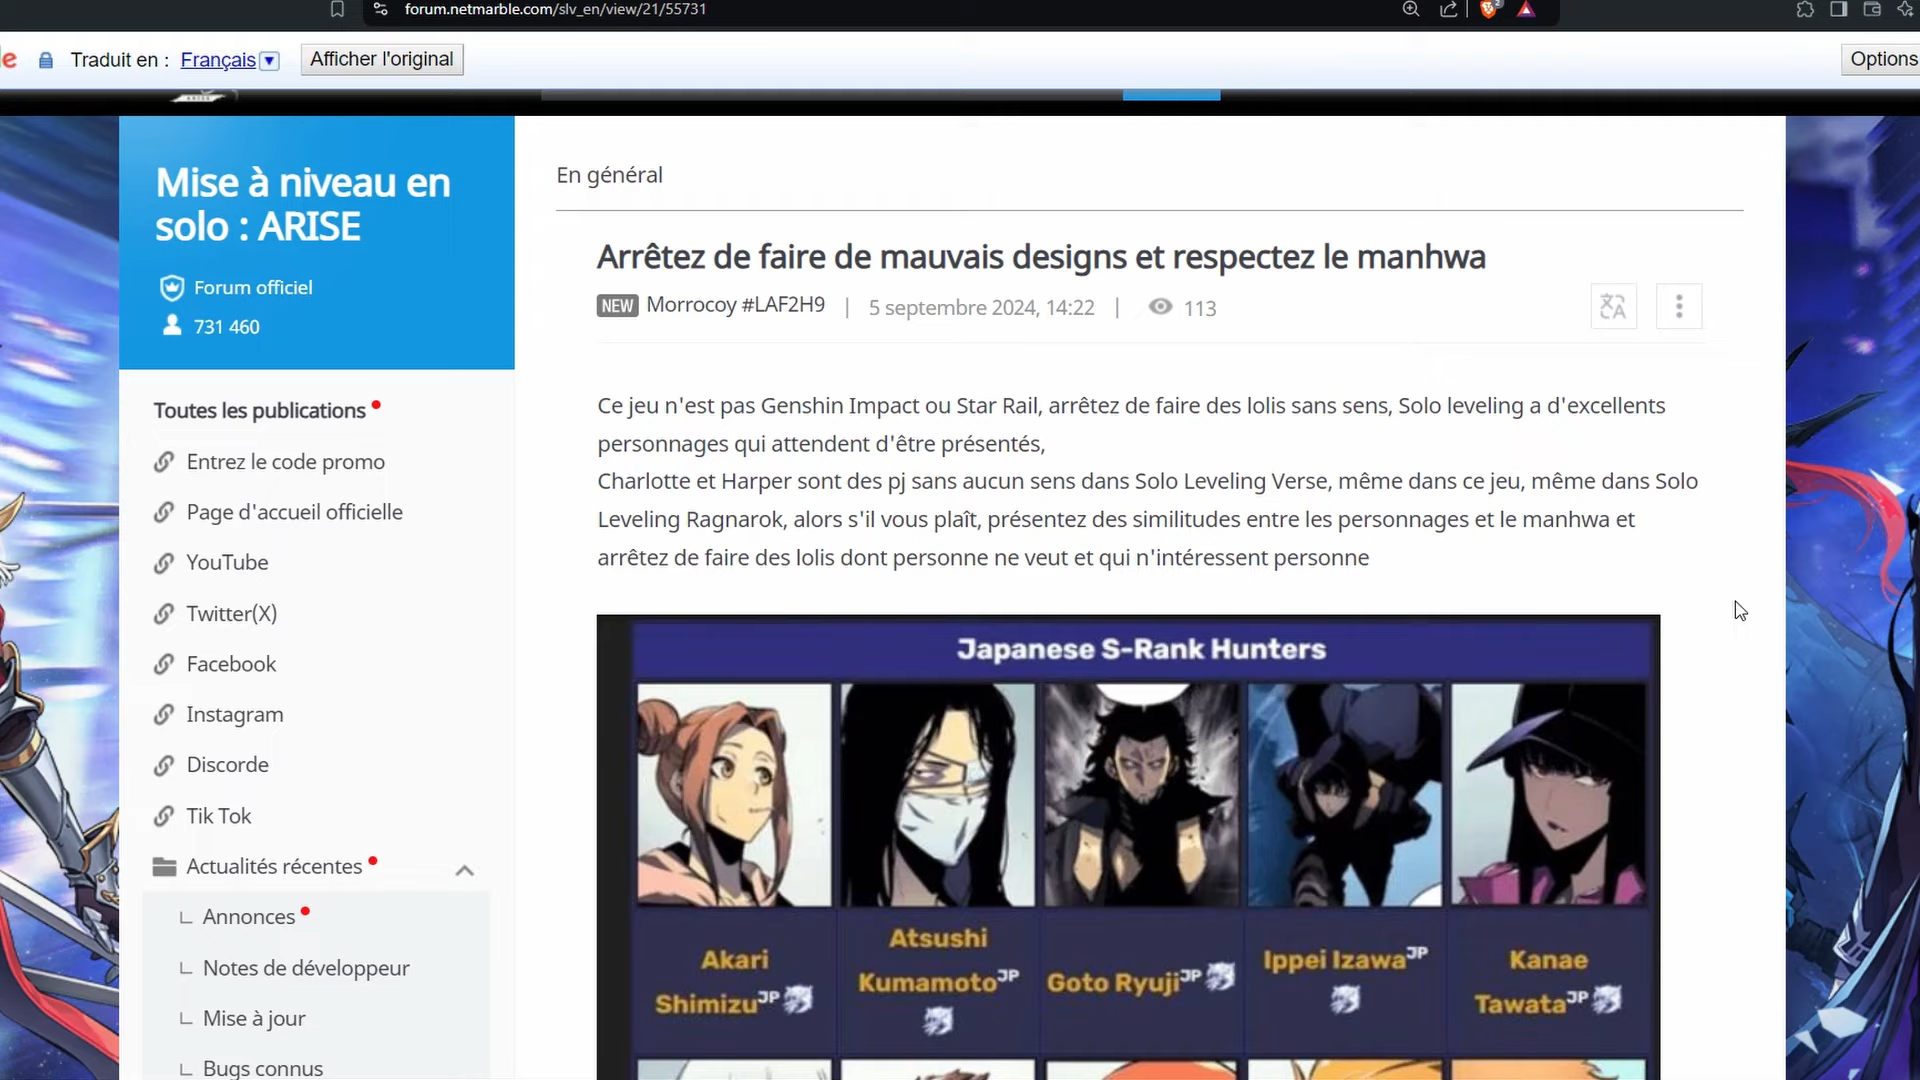 forum.netmarble.com/slv_en/view/21/55731
Traduit en : Français
Afficher l'original
Options
ARISE
Mise à niveau en
solo : ARISE
Forum officiel
731 460
Toutes les publications
Entrez le code promo
Page d'accueil officielle
YouTube
Twitter(X)
Facebook
Instagram
Discorde
Tik Tok
Actualités récentes
Annonces
Notes de développeur
Mise à jour
Bugs connus
En général
Arrêtez de faire de mauvais designs et respectez le manhwa
NEW Morrocoy #LAF2H9 | 5 septembre 2024, 14:22 | 113
Ce jeu n'est pas Genshin Impact ou Star Rail, arrêtez de faire des lolis sans sens, Solo leveling a d'excellents
personnages qui attendent d'être présentés,
Charlotte et Harper sont des pj sans aucun sens dans Solo Leveling Verse, même dans ce jeu, même dans Solo
Leveling Ragnarok, alors s'il vous plaît, présentez des similitudes entre les personnages et le manhwa et
arrêtez de faire des lolis dont personne ne veut et qui n'intéressent personne
Japanese S-Rank Hunters
Akari
Shimizu JP
Atsushi
Kumamoto JP
Goto Ryuji JP
Ippei Izawa JP
Kanae
Tawata JP